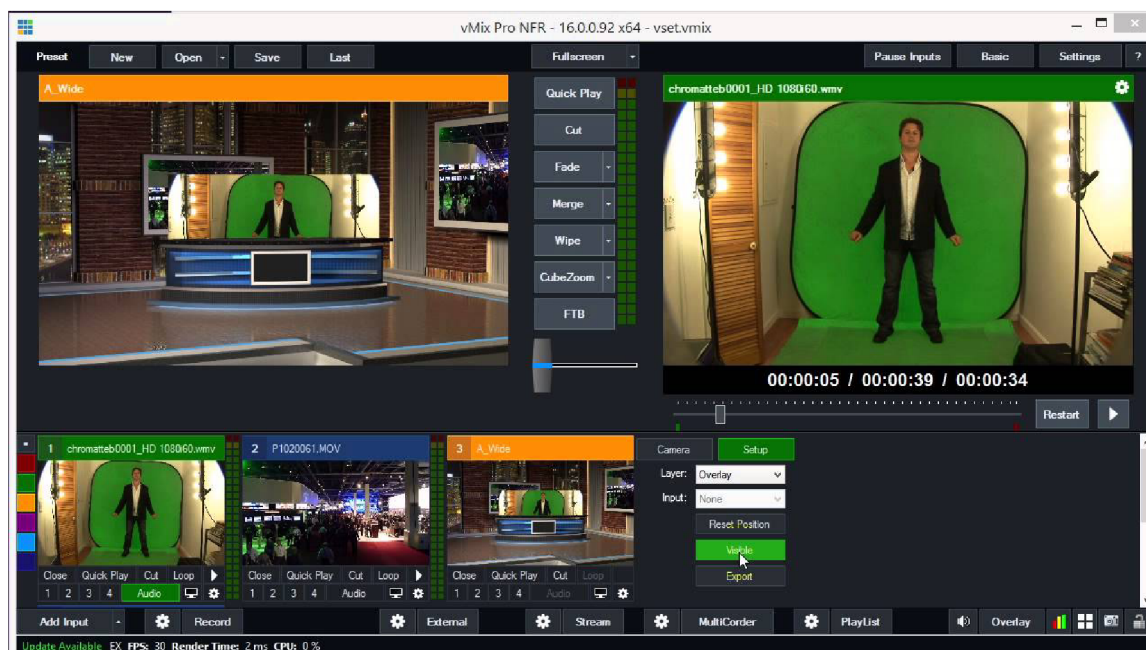 vMix Pro NFR - 16.0.0.92 x64 - vset.vmix
Preset New Open Save Last Fullscreen Pause Inputs Basic Settings ?
A_Wide
Quick Play
Cut
Fade
Merge
Wipe
CubeZoom
FTB
chromatteb0001_HD 1080i60.wmv
00:00:05 / 00:00:39 / 00:00:34
Restart
1 chromatteb0001_HD 1080i60.wmv
Close Quick Play Cut Loop
1 2 3 4 Audio
2 P1020061.MOV
Close Quick Play Cut Loop
1 2 3 4 Audio
3 A_Wide
Close Quick Play Cut Loop
1 2 3 4 Audio
Camera Setup
Layer: Overlay
Input: None
Reset Position
Visible
Export
Add Input Record External Stream MultiCorder PlayList Overlay
Update Available EX FPS: 30 Render Time: 2 ms CPU: 0 %